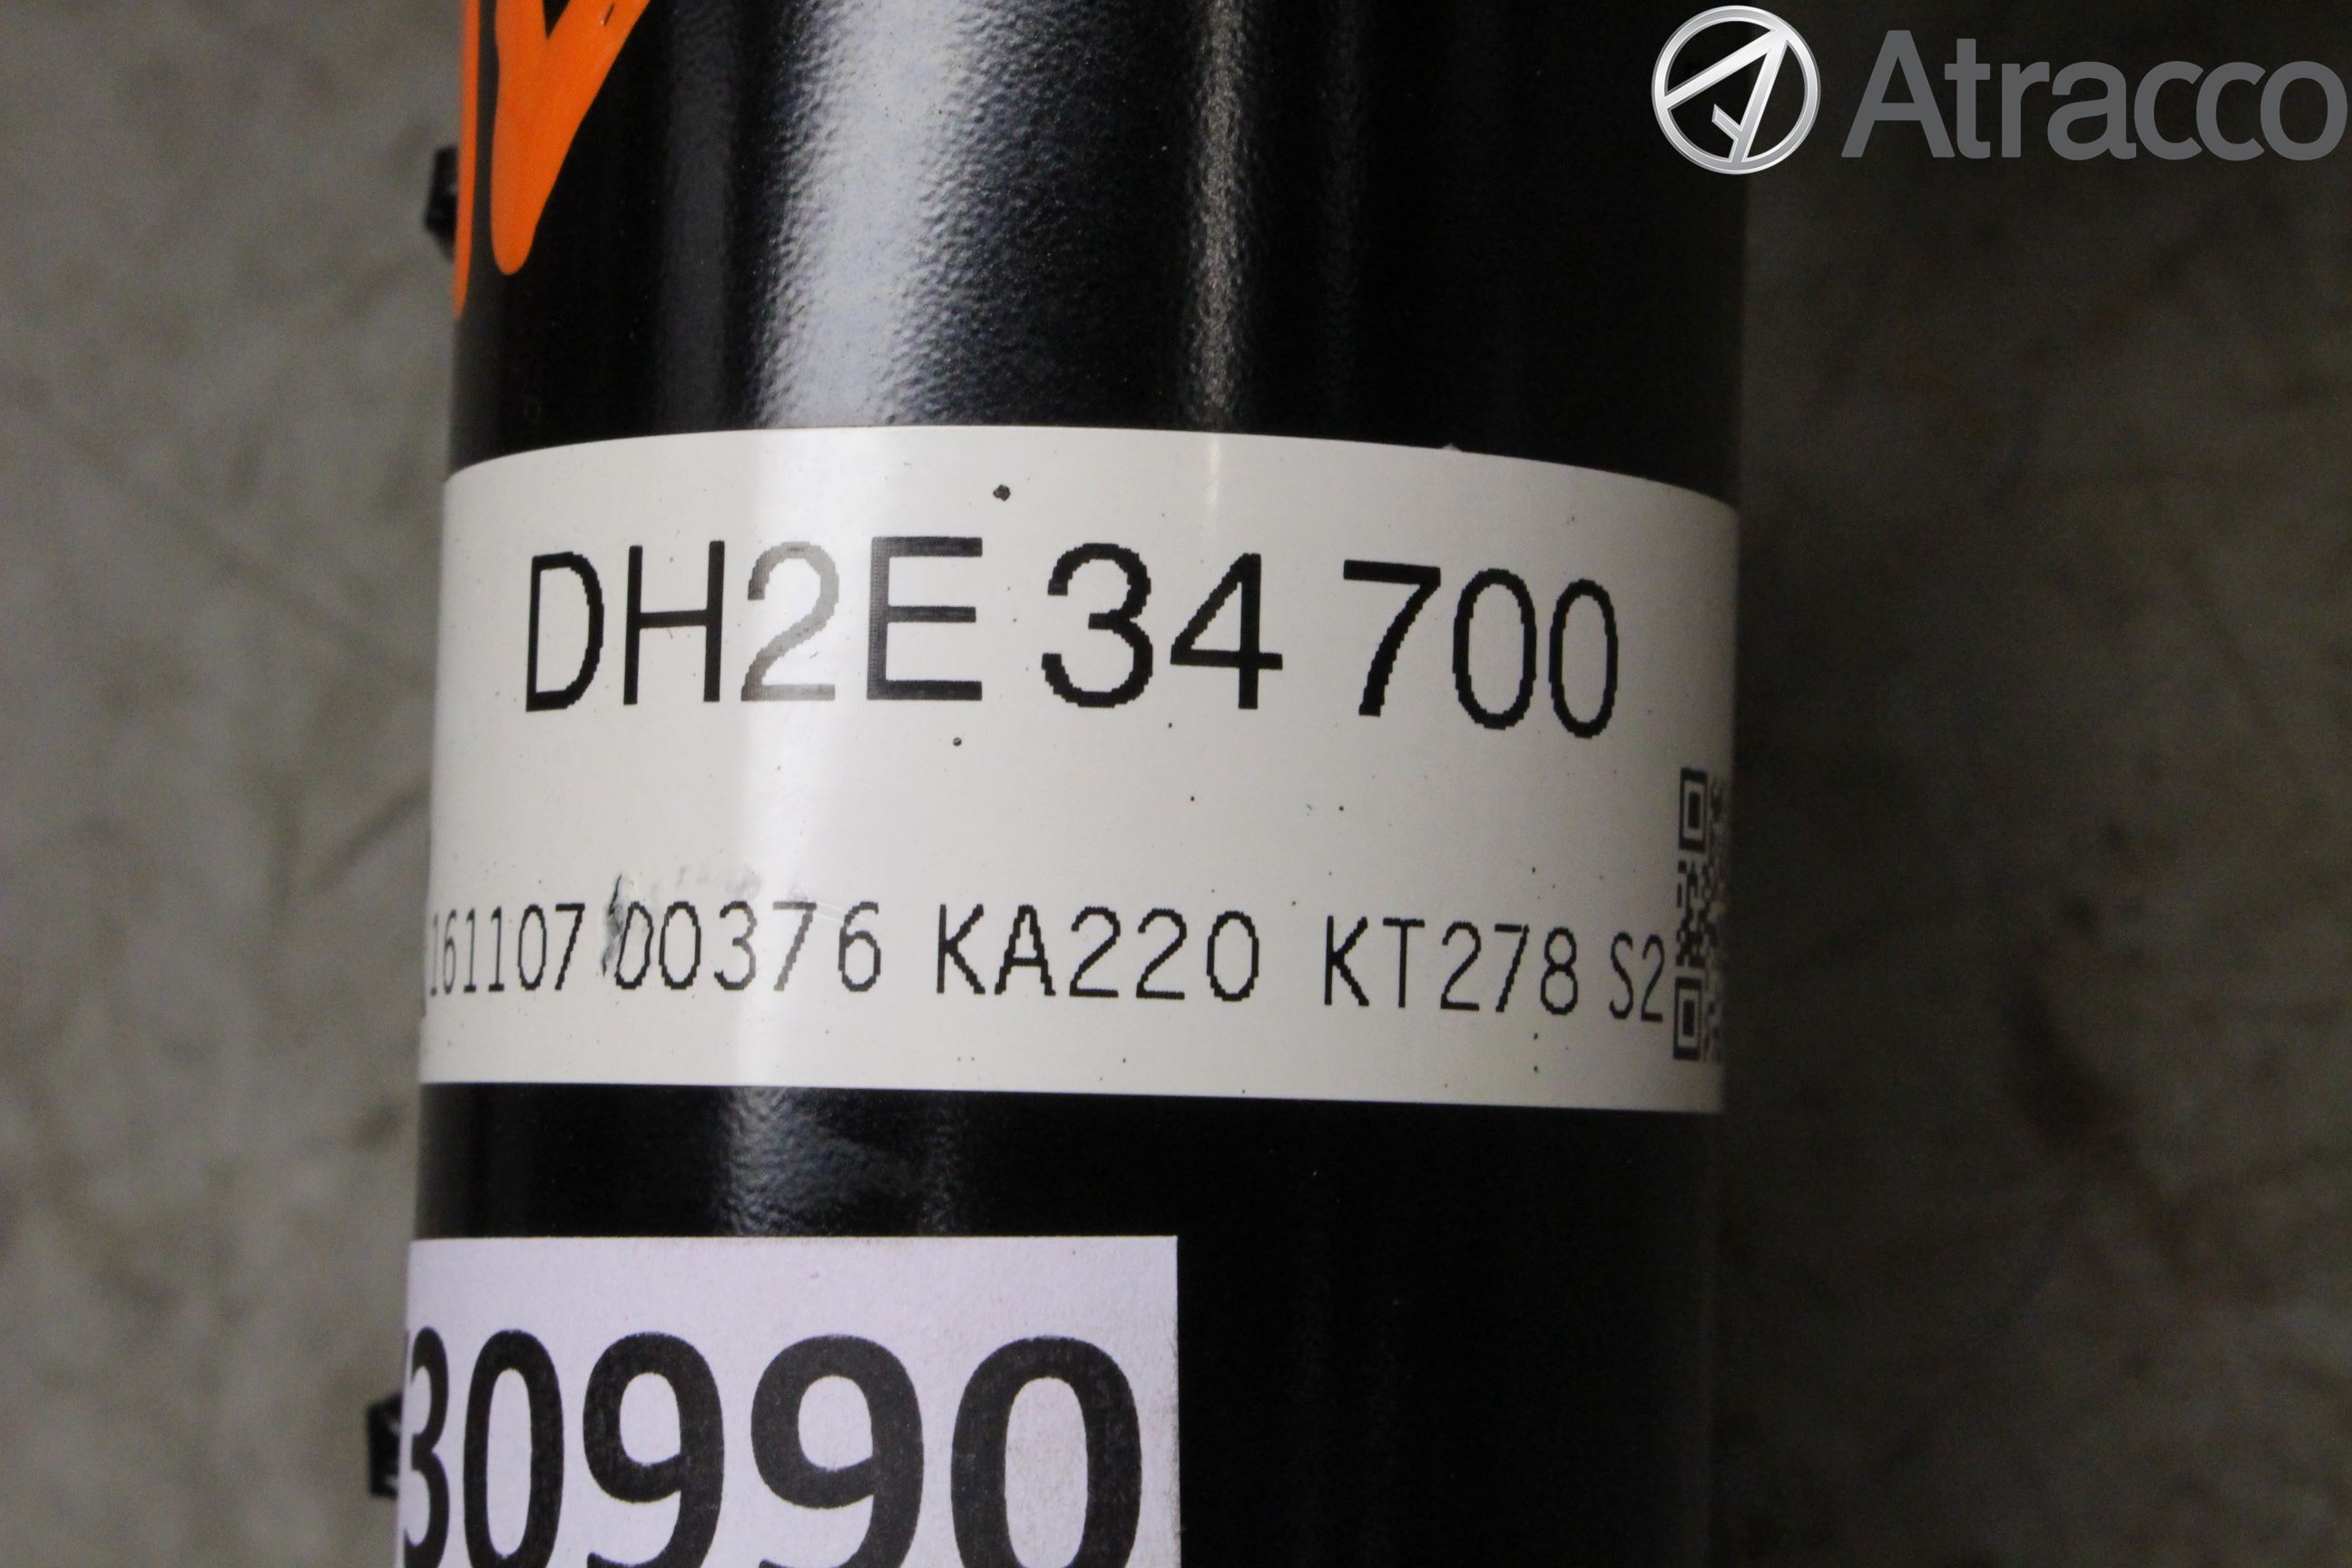 Atracco
DH2E 34 700
161107 00376 KA220 KT278 S2
30990